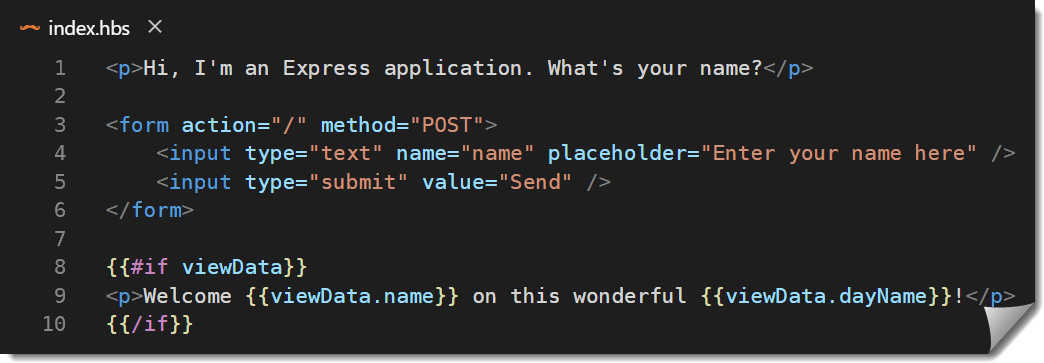 index.hbs ×
1 <p>Hi, I'm an Express application. What's your name?</p>
2
3 <form action="/" method="POST">
4     <input type="text" name="name" placeholder="Enter your name here" />
5     <input type="submit" value="Send" />
6 </form>
7
8 {{#if viewData}}
9 <p>Welcome {{viewData.name}} on this wonderful {{viewData.dayName}}!</p>
10 {{/if}}